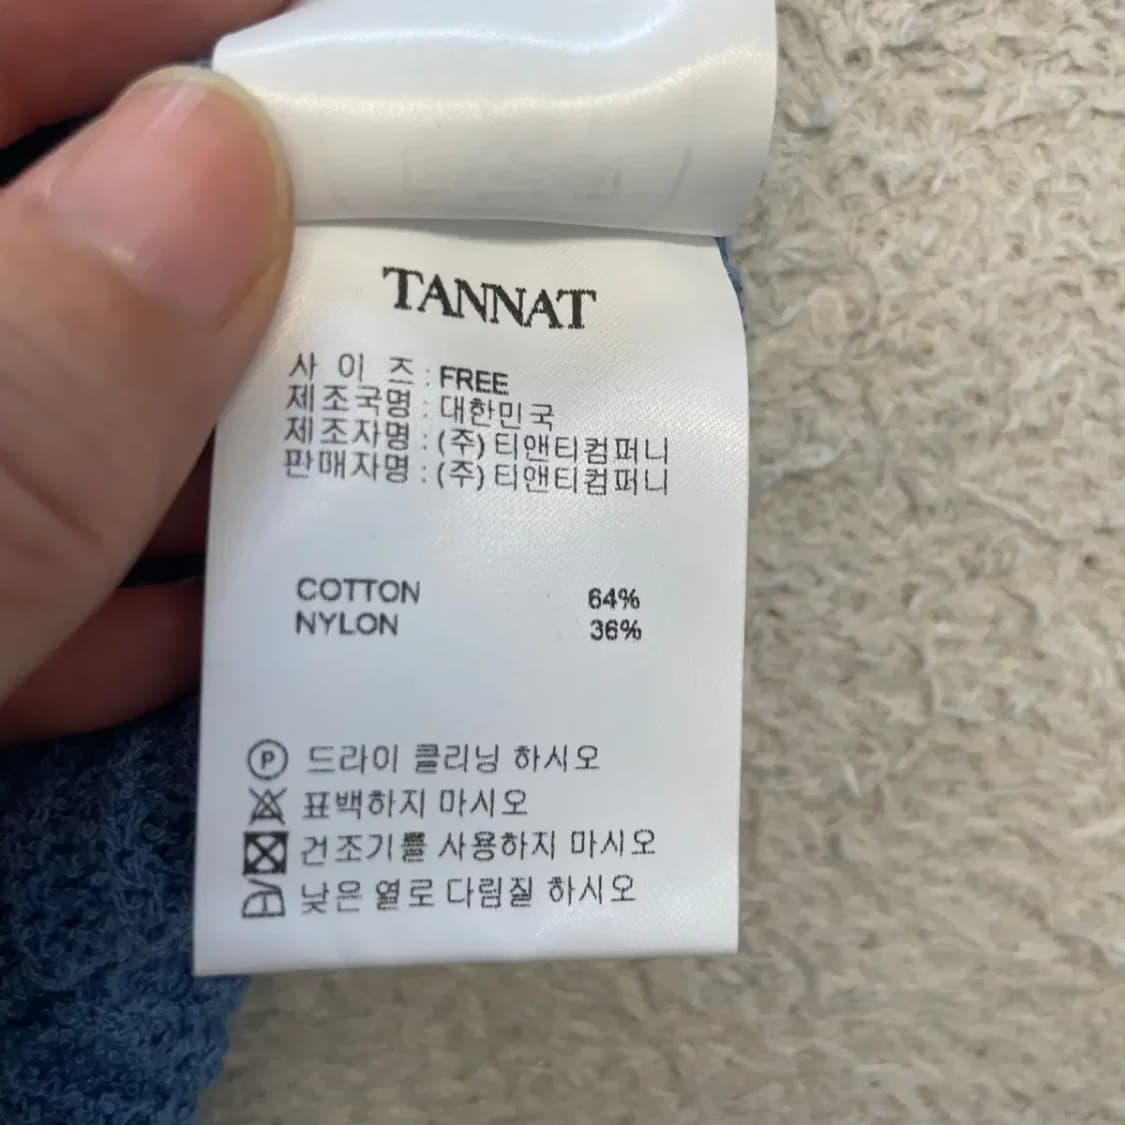 TANNAT
사 이 즈 : FREE
제조국명 : 대한민국
제조자명 : (주) 티앤티컴퍼니
판매자명 : (주) 티앤티컴퍼니
COTTON 64%
NYLON 36%
P 드라이 클리닝 하시오
표백하지 마시오
건조기를 사용하지 마시오
낮은 열로 다림질 하시오